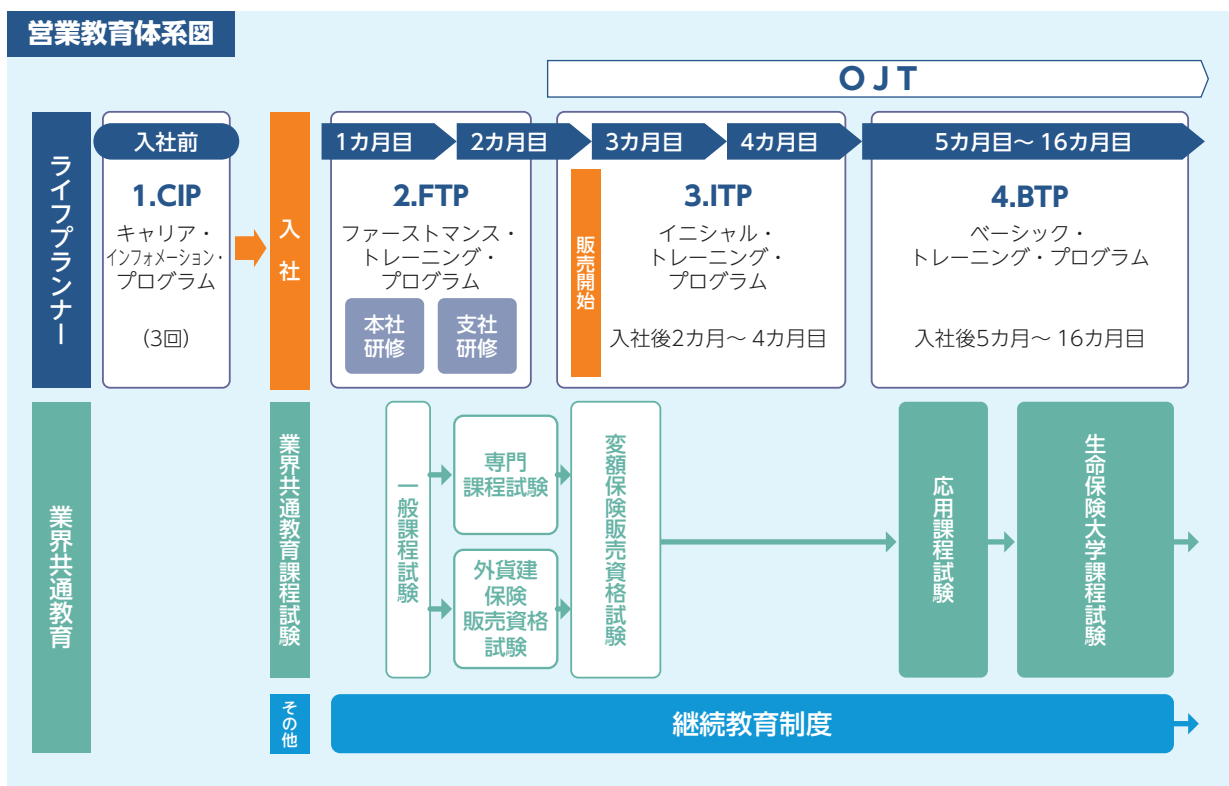 営業教育体系図
OJT
ライフプランナー
入社前
1.CIP
キャリア・
インフォメーション・
プログラム
(3回)
入社
1カ月目
2カ月目
2.FTP
ファーストマンス・
トレーニング・
プログラム
本社
研修
支社
研修
3カ月目
4カ月目
販売開始
3.ITP
イニシャル・
トレーニング・
プログラム
入社後2カ月～4カ月目
5カ月目～16カ月目
4.BTP
ベーシック・
トレーニング・プログラム
入社後5カ月～16カ月目
業界共通教育
業界共通教育課程試験
一般課程試験
専門
課程試験
外貨建
保険
販売資格
試験
変額保険販売資格試験
応用課程試験
生命保険大学課程試験
その他
継続教育制度